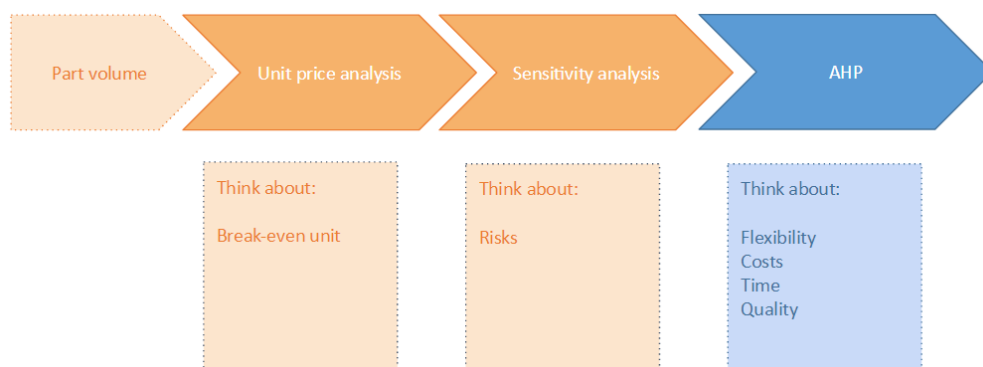 Part volume
Unit price analysis
Sensitivity analysis
AHP
Think about:
Break-even unit
Think about:
Risks
Think about:
Flexibility
Costs
Time
Quality